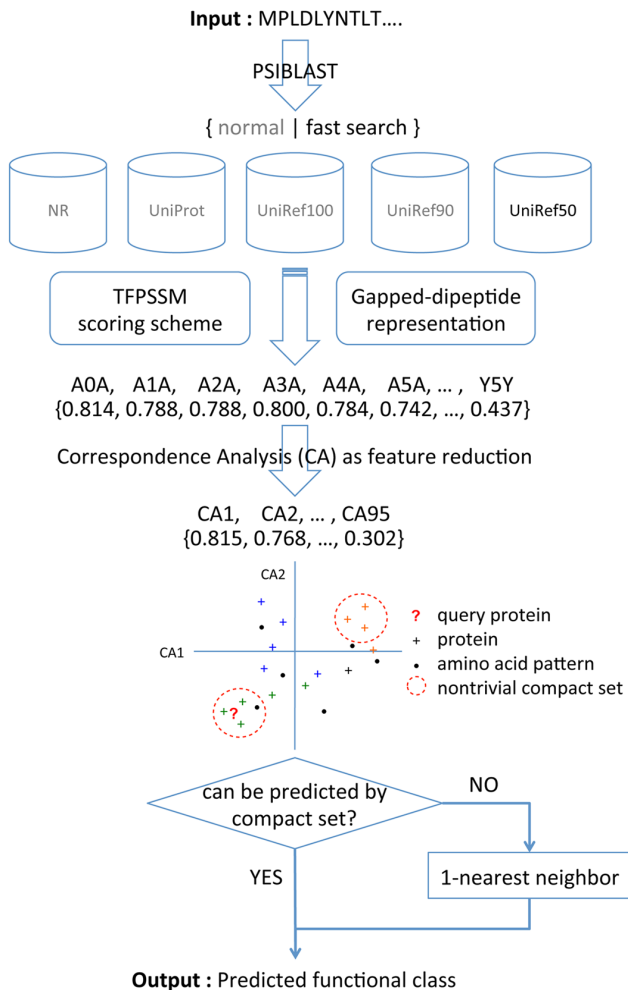 Input : MPLDLYNTLT....
PSIBLAST
{ normal | fast search }
NR
UniProt
UniRef100
UniRef90
UniRef50
TFPSSM
scoring scheme
Gapped-dipeptide
representation
A0A, A1A, A2A, A3A, A4A, A5A, ... , Y5Y
{0.814, 0.788, 0.788, 0.800, 0.784, 0.742, ..., 0.437}
Correspondence Analysis (CA) as feature reduction
CA1, CA2, ... , CA95
{0.815, 0.768, ..., 0.302}
CA2
CA1
?
? query protein
+ protein
• amino acid pattern
nontrivial compact set
can be predicted by
compact set?
NO
YES
1-nearest neighbor
Output : Predicted functional class